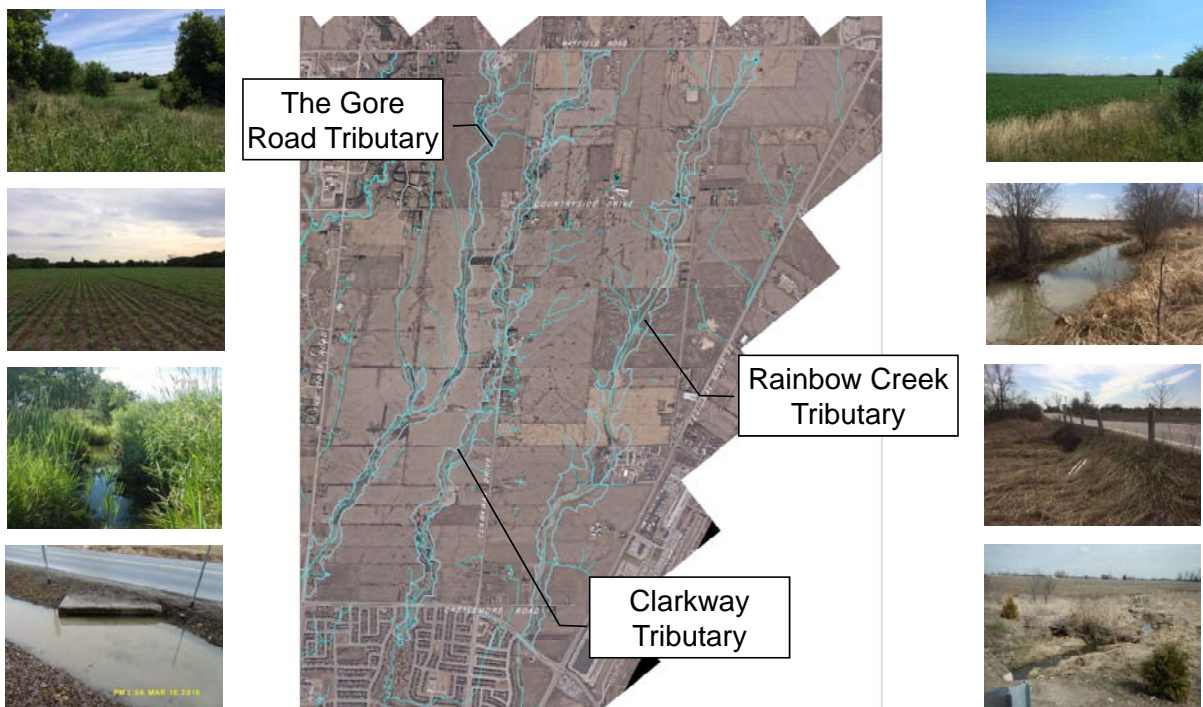 MAYFIELD ROAD
The Gore
Road Tributary
COUNTRYSIDE DRIVE
Rainbow Creek
Tributary
Clarkway
Tributary
CASTLEMORE ROAD
PM 2:58 MAR 16 2016